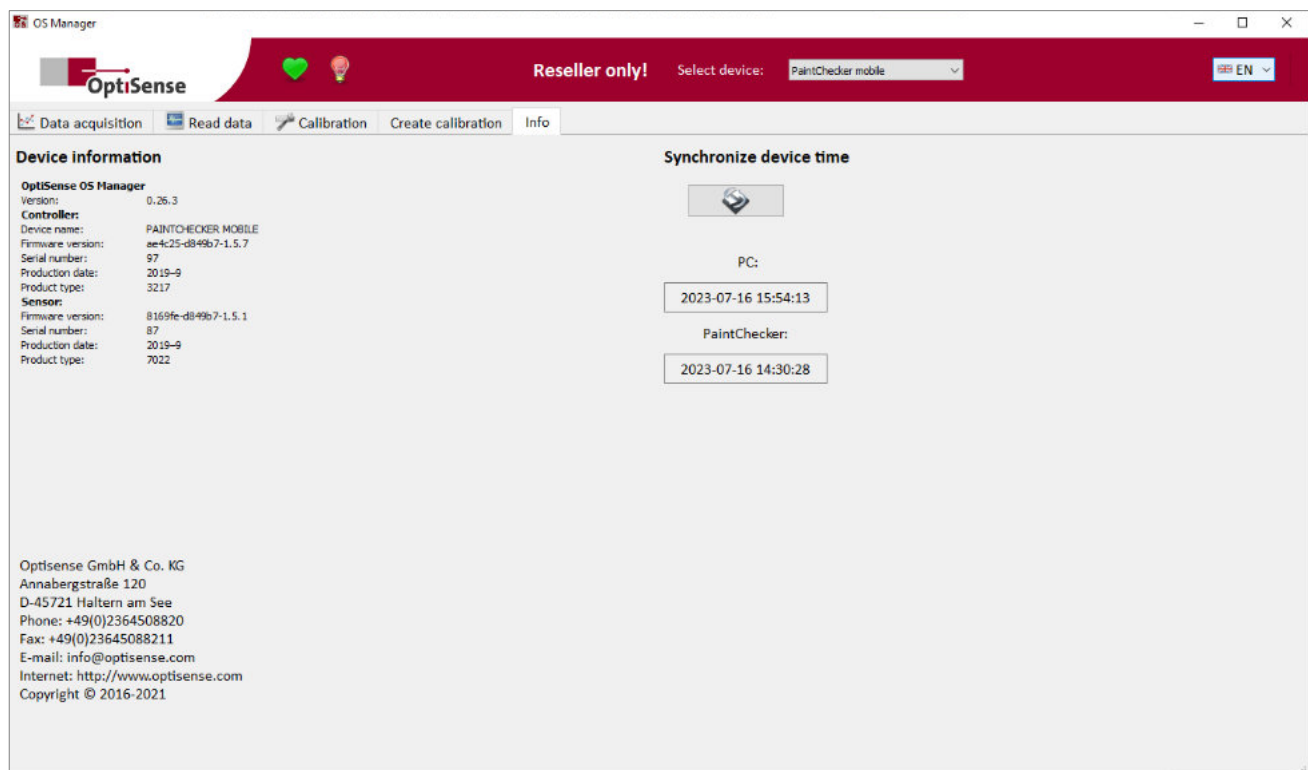 OS Manager
OptiSense
Reseller only!
Select device:
PaintChecker mobile
EN
Data acquisition
Read data
Calibration
Create calibration
Info
Device information
OptiSense OS Manager
Version: 0.26.3
Controller:
Device name: PAINTCHECKER MOBILE
Firmware version: ae4c25-d849b7-1.5.7
Serial number: 97
Production date: 2019-9
Product type: 3217
Sensor:
Firmware version: 8169fe-d849b7-1.5.1
Serial number: 87
Production date: 2019-9
Product type: 7022
Synchronize device time
PC:
2023-07-16 15:54:13
PaintChecker:
2023-07-16 14:30:28
Optisense GmbH & Co. KG
Annabergstraße 120
D-45721 Haltern am See
Phone: +49(0)2364508820
Fax: +49(0)23645088211
E-mail: info@optisense.com
Internet: http://www.optisense.com
Copyright © 2016-2021